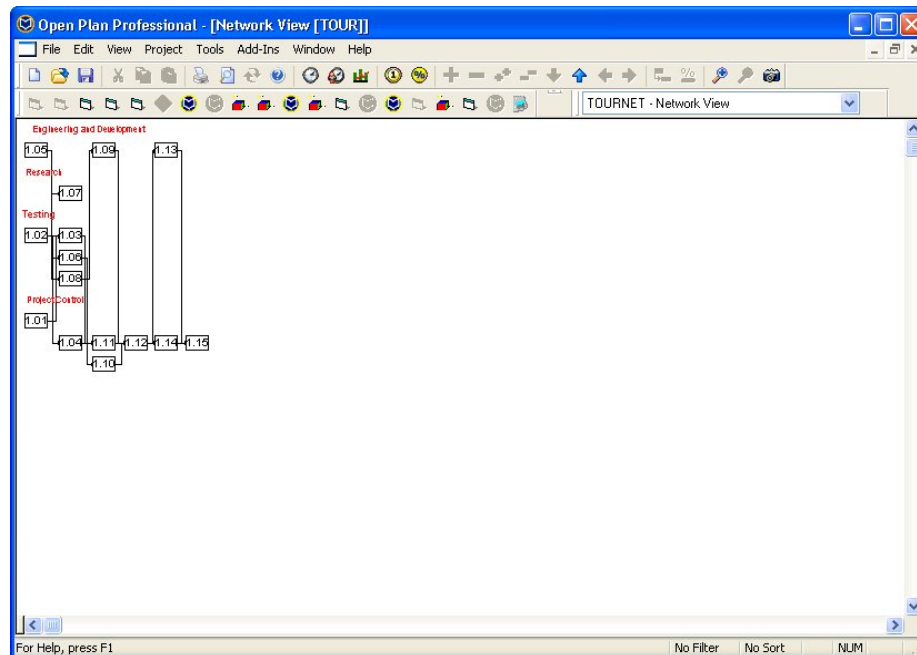 Open Plan Professional - [Network View [TOUR]]
File Edit View Project Tools Add-Ins Window Help
TOURNET - Network View
Engineering and Development
1.05 1.09 1.13
Research
1.07
Testing
1.02 1.03
1.06
1.08
Project Control
1.01
1.04 1.11 1.12 1.14 1.15
1.10
For Help, press F1 No Filter No Sort NUM